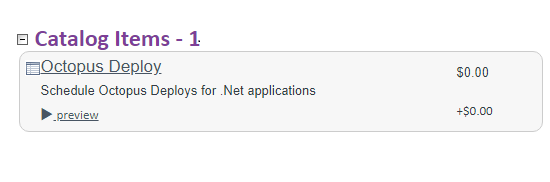 Catalog Items - 1
Octopus Deploy
$0.00
Schedule Octopus Deploys for .Net applications
preview
+$0.00